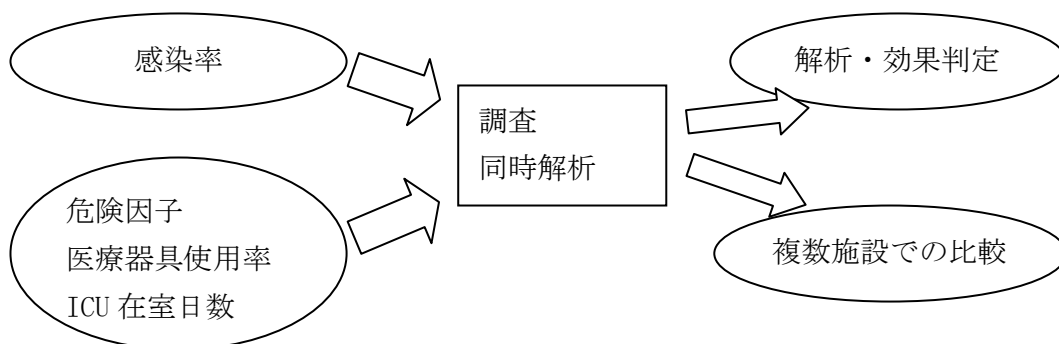 感染率
危険因子
医療器具使用率
ICU 在室日数
調査
同時解析
解析・効果判定
複数施設での比較